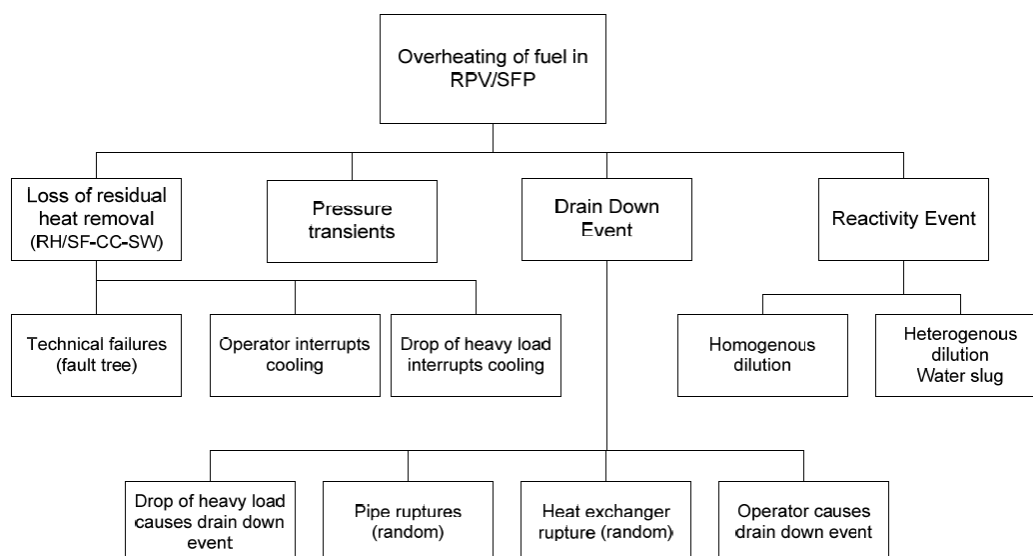 Overheating of fuel in
RPV/SFP
Loss of residual
heat removal
(RH/SF-CC-SW)
Pressure
transients
Drain Down
Event
Reactivity Event
Technical failures
(fault tree)
Operator interrupts
cooling
Drop of heavy load
interrupts cooling
Homogenous
dilution
Heterogenous
dilution
Water slug
Drop of heavy load
causes drain down
event
Pipe ruptures
(random)
Heat exchanger
rupture (random)
Operator causes
drain down event